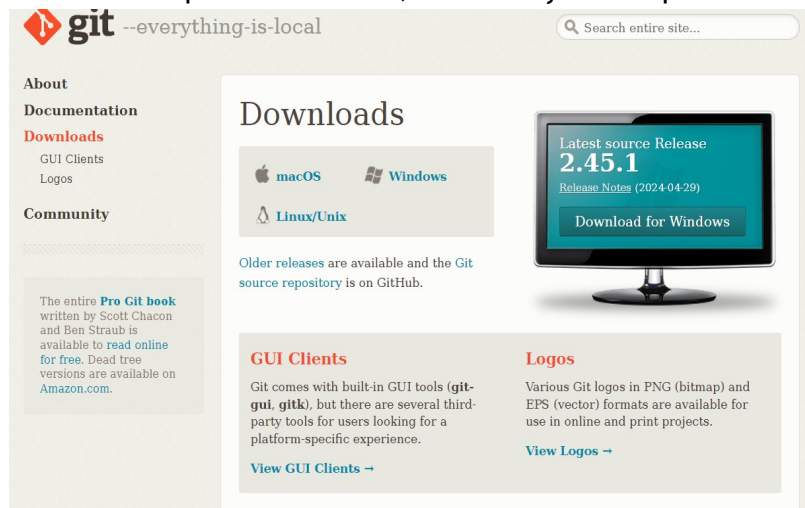 git --everything-is-local
Search entire site...
About
Documentation
Downloads
GUI Clients
Logos
Community
The entire Pro Git book
written by Scott Chacon
and Ben Straub is
available to read online
for free. Dead tree
versions are available on
Amazon.com.
Downloads
macOS
Windows
Linux/Unix
Older releases are available and the Git
source repository is on GitHub.
Latest source Release
2.45.1
Release Notes (2024-04-29)
Download for Windows
GUI Clients
Git comes with built-in GUI tools (git-
gui, gitk), but there are several third-
party tools for users looking for a
platform-specific experience.
View GUI Clients →
Logos
Various Git logos in PNG (bitmap) and
EPS (vector) formats are available for
use in online and print projects.
View Logos →